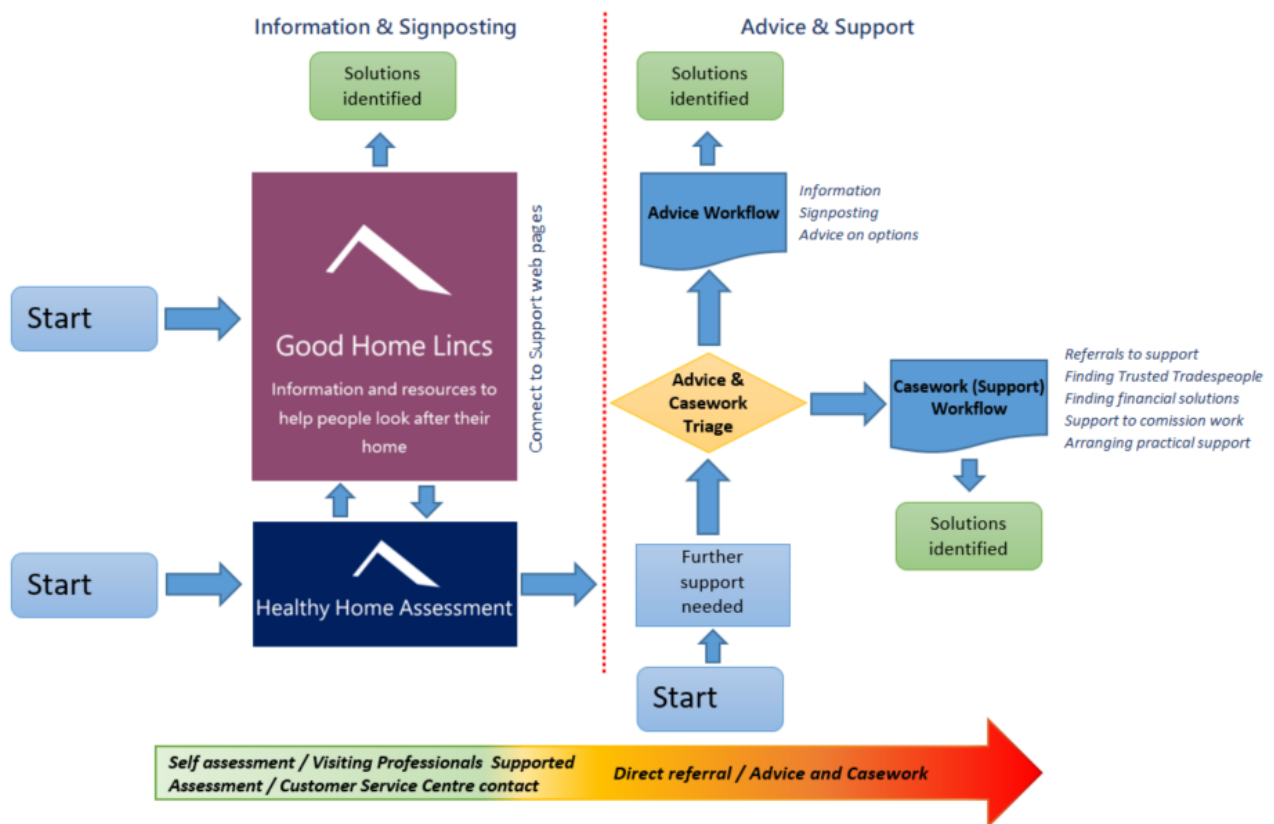 Information & Signposting
Solutions
identified
Start
Good Home Lincs
Information and resources to
help people look after their
home
Connect to Support web pages
Start
Healthy Home Assessment
Advice & Support
Solutions
identified
Advice Workflow
Information
Signposting
Advice on options
Advice &
Casework
Triage
Casework (Support)
Workflow
Referrals to support
Finding Trusted Tradespeople
Finding financial solutions
Support to comission work
Arranging practical support
Solutions
identified
Further
support
needed
Start
Self assessment / Visiting Professionals Supported
Assessment / Customer Service Centre contact
Direct referral / Advice and Casework